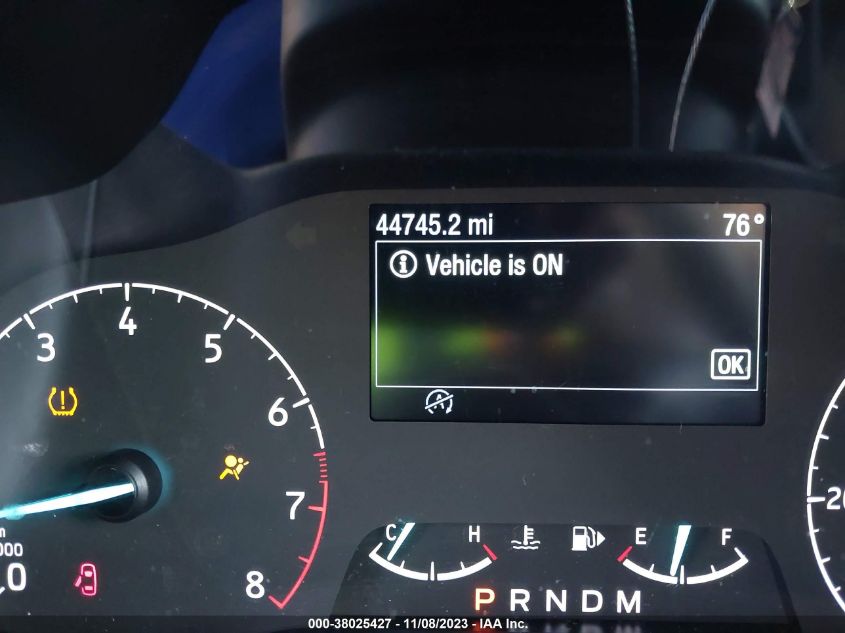 44745.2 mi 76°
Vehicle is ON
OK
3 4 5 6 7 8
C H E F
P R N D M
000-38025427 - 11/08/2023 - IAA Inc.